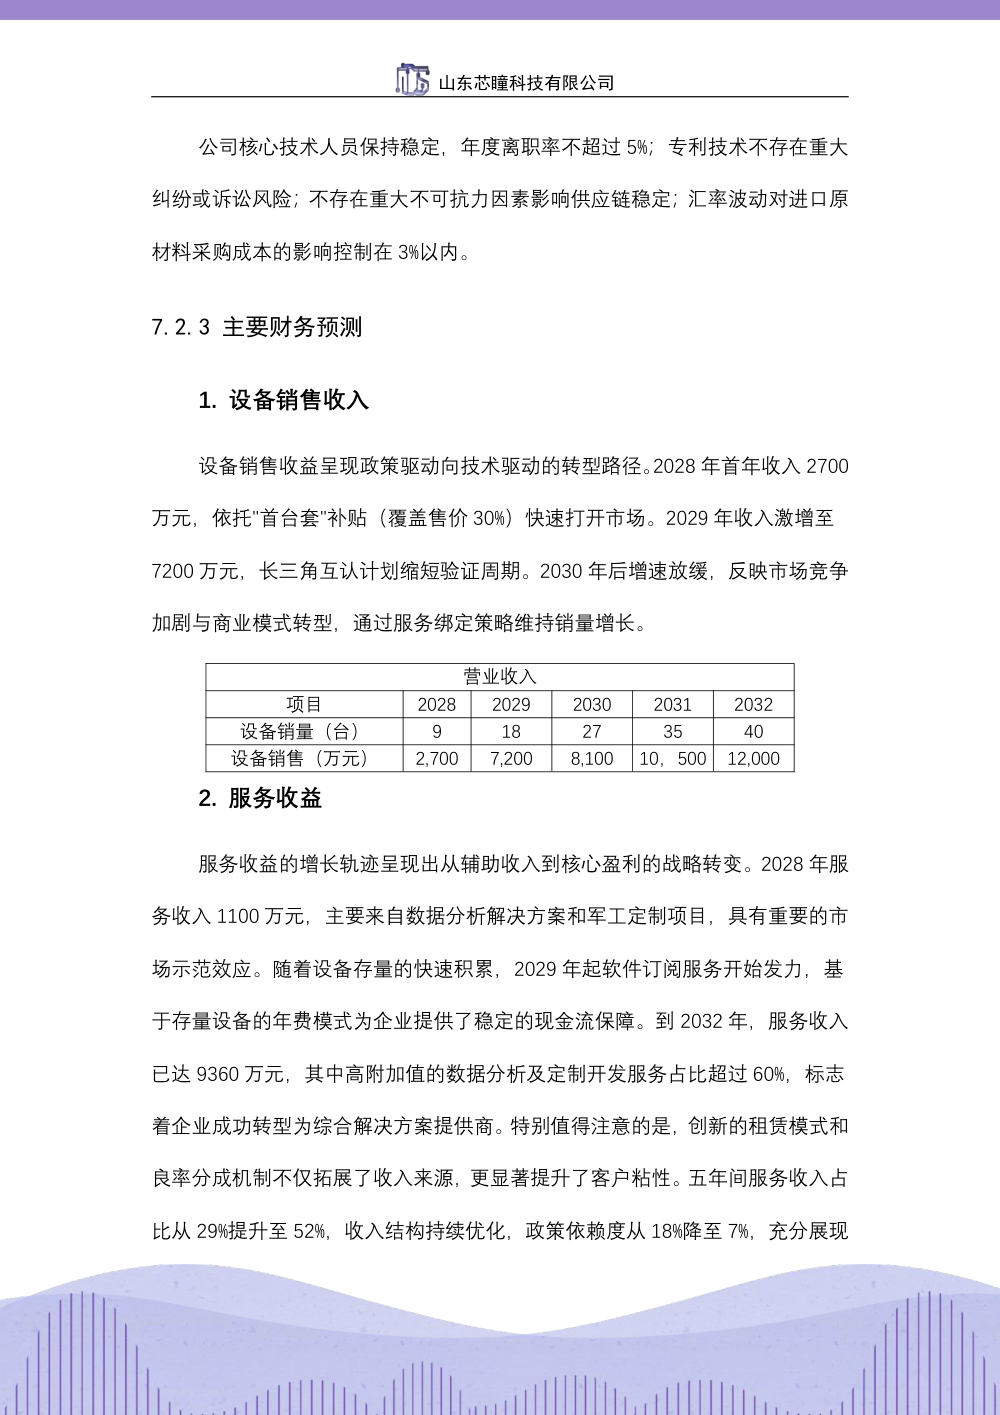 山东芯瞳科技有限公司
公司核心技术人员保持稳定，年度离职率不超过 5%；专利技术不存在重大
纠纷或诉讼风险；不存在重大不可抗力因素影响供应链稳定；汇率波动对进口原
材料采购成本的影响控制在 3%以内。
7.2.3 主要财务预测
1. 设备销售收入
设备销售收益呈现政策驱动向技术驱动的转型路径。2028 年首年收入 2700
万元，依托"首台套"补贴（覆盖售价 30%）快速打开市场。2029 年收入激增至
7200 万元，长三角互认计划缩短验证周期。2030 年后增速放缓，反映市场竞争
加剧与商业模式转型，通过服务绑定策略维持销量增长。
营业收入
项目 2028 2029 2030 2031 2032
设备销量（台） 9 18 27 35 40
设备销售（万元） 2,700 7,200 8,100 10，500 12,000
2. 服务收益
服务收益的增长轨迹呈现出从辅助收入到核心盈利的战略转变。2028 年服
务收入 1100 万元，主要来自数据分析解决方案和军工定制项目，具有重要的市
场示范效应。随着设备存量的快速积累，2029 年起软件订阅服务开始发力，基
于存量设备的年费模式为企业提供了稳定的现金流保障。到 2032 年，服务收入
已达 9360 万元，其中高附加值的数据分析及定制开发服务占比超过 60%，标志
着企业成功转型为综合解决方案提供商。特别值得注意的是，创新的租赁模式和
良率分成机制不仅拓展了收入来源，更显著提升了客户粘性。五年间服务收入占
比从 29%提升至 52%，收入结构持续优化，政策依赖度从 18%降至 7%，充分展现